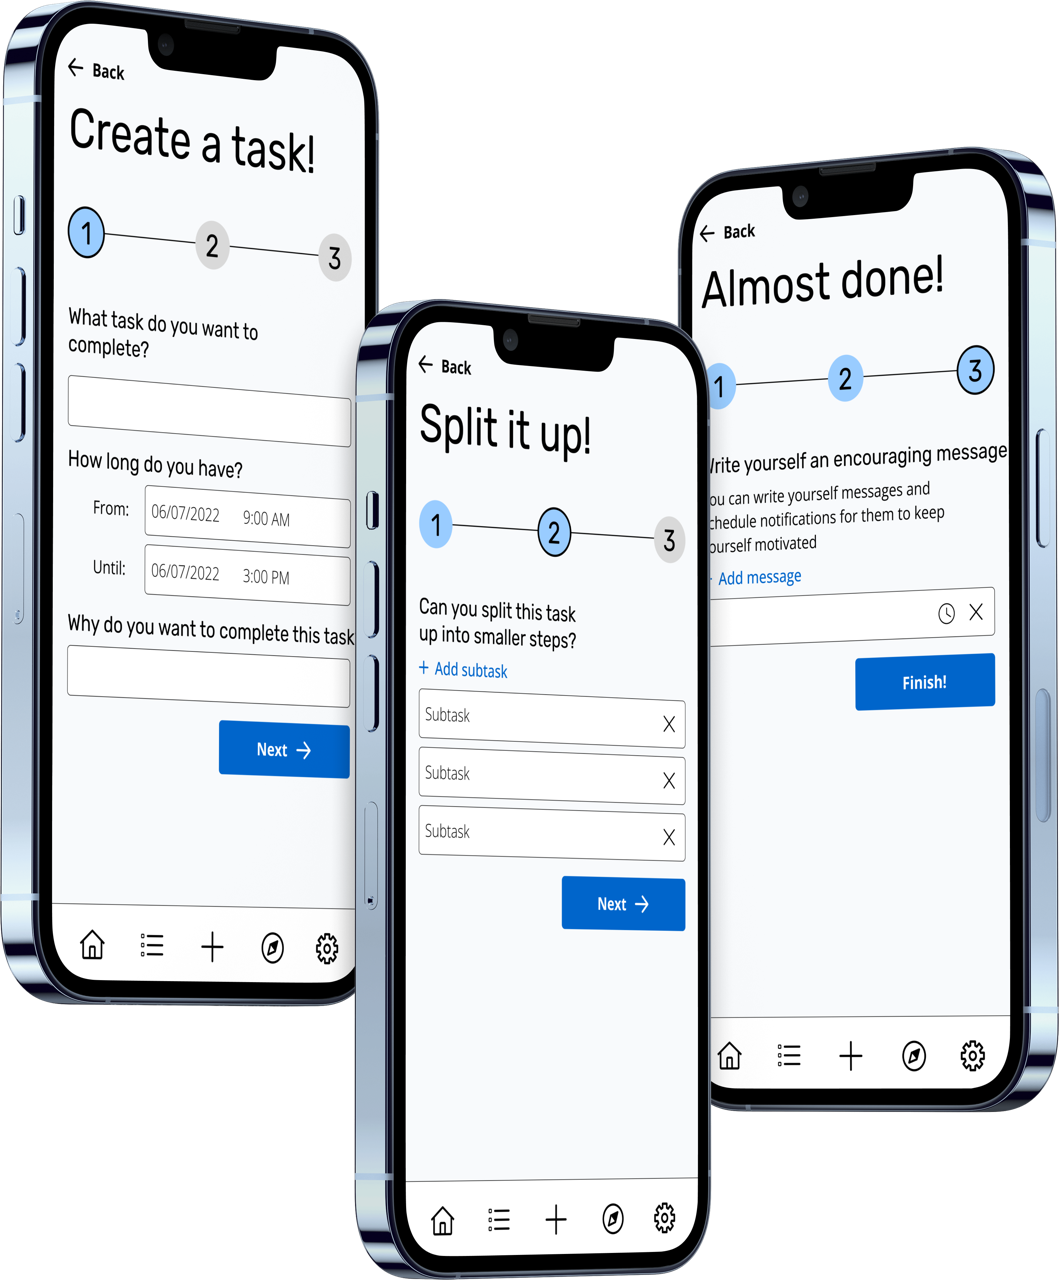 Back
Create a task!
1
2
3
What task do you want to
complete?
How long do you have?
From:
06/07/2022 9:00 AM
Until:
06/07/2022 3:00 PM
Why do you want to complete this task
Next
Back
Split it up!
1
2
3
Can you split this task
up into smaller steps?
+ Add subtask
Subtask X
Subtask X
Subtask X
Next
Back
Almost done!
1
2
3
rite yourself an encouraging message
ou can write yourself messages and
chedule notifications for them to keep
ourself motivated
Add message
X
Finish!